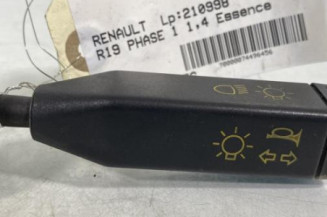 RENAULT Lp:210998
R19 PHASE 1 1,4 Essence